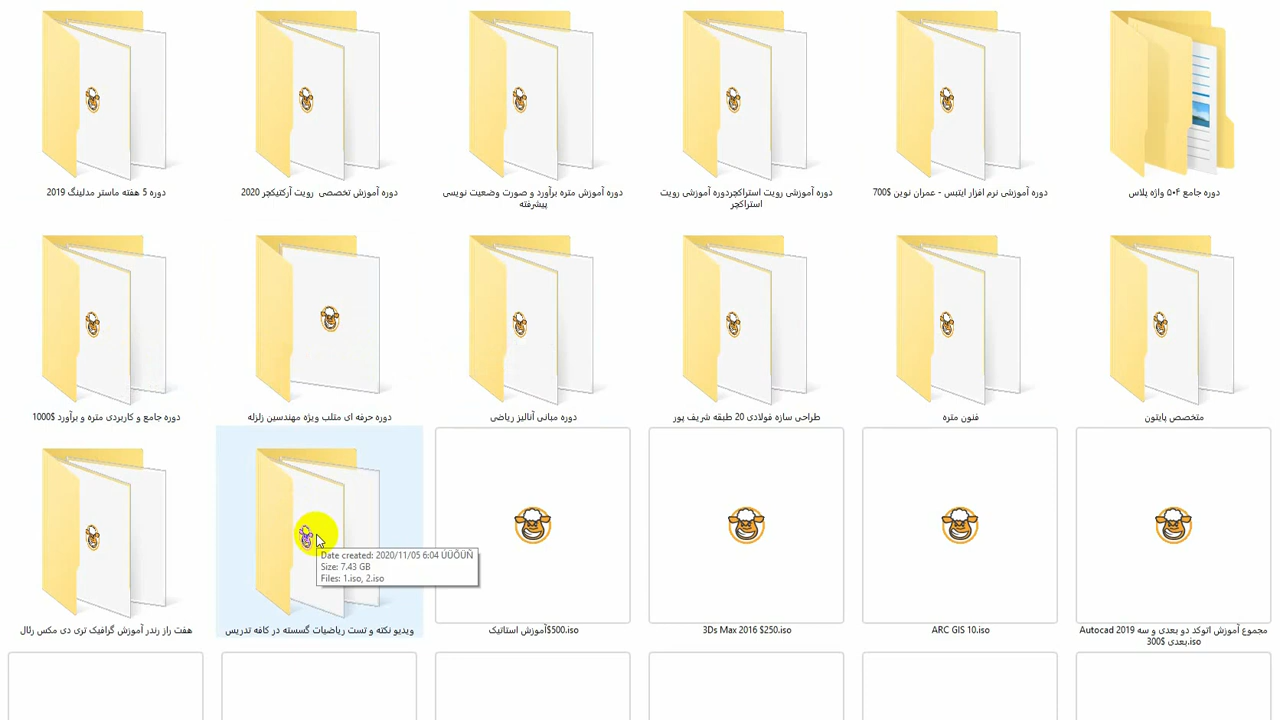 دوره 5 هفته ماستر مدلینگ 2019
دوره آموزش تخصصی رویت آرکتیکچر 2020
دوره آموزش متره برآورد و صورت وضعیت نویسی
پیشرفته
دوره آموزشی رویت استراکچردوره آموزشی رویت
استراکچر
دوره آموزشی نرم افزار ایتبس - عمران نوین $700
دوره جامع ۵۰۴ واژه پلاس
دوره جامع و کاربردی متره و برآورد $1000
دوره حرفه ای متلب ویژه مهندسین زلزله
دوره مبانی آنالیز ریاضی
طراحی سازه فولادی 20 طبقه شریف پور
فنون متره
متخصص پایتون
هفت راز رندر آموزش گرافیک تری دی مکس رئال
ویدیو نکته و تست ریاضیات گسسته در کافه تدریس
آموزش استاتیک$500.iso
3Ds Max 2016 $250.iso
ARC GIS 10.iso
مجموع آموزش اتوکد دو بعدی و سه Autocad 2019
بعدی $300.iso
Date created: 2020/11/05 6:04 ÚÜÕÜÑ
Size: 7.43 GB
Files: 1.iso, 2.iso